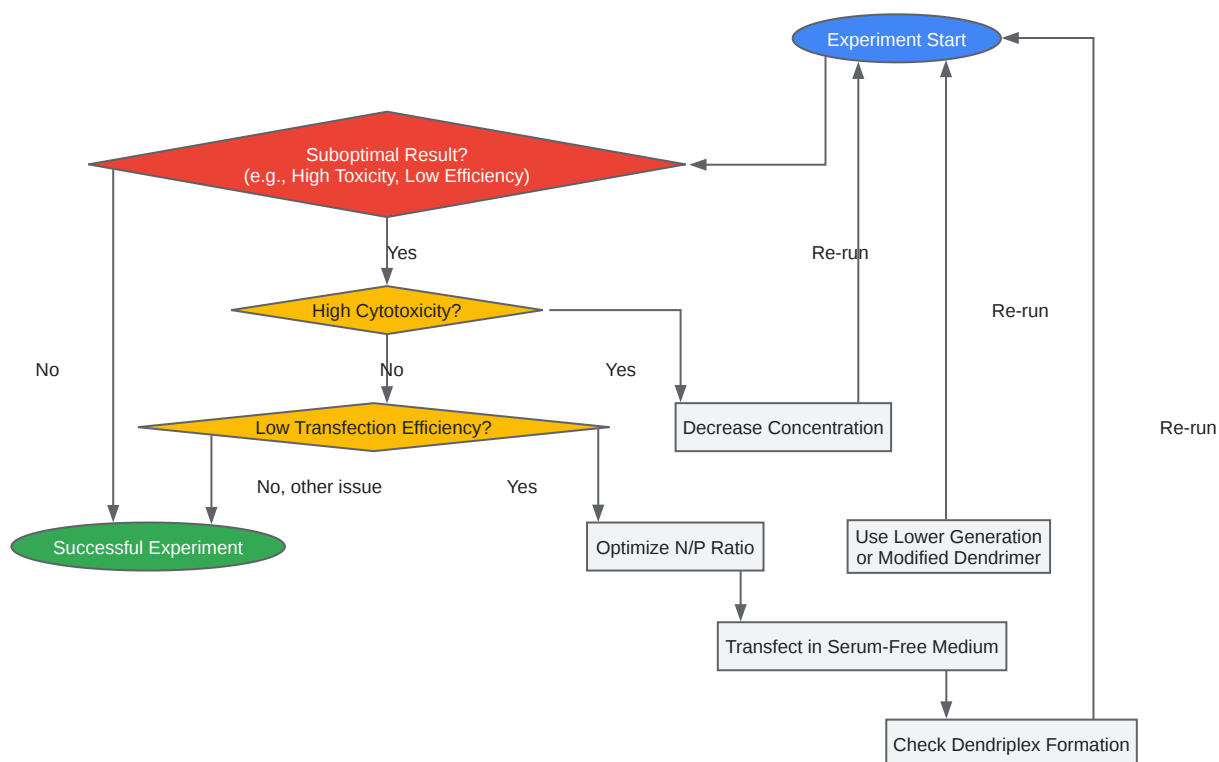 Experiment Start
Suboptimal Result?
(e.g., High Toxicity, Low Efficiency)
Yes
Re-run
High Cytotoxicity?
Re-run
No
No
Yes
Low Transfection Efficiency?
Decrease Concentration
Re-run
No, other issue
Yes
Successful Experiment
Optimize N/P Ratio
Use Lower Generation
or Modified Dendrimer
Transfect in Serum-Free Medium
Check Dendriplex Formation